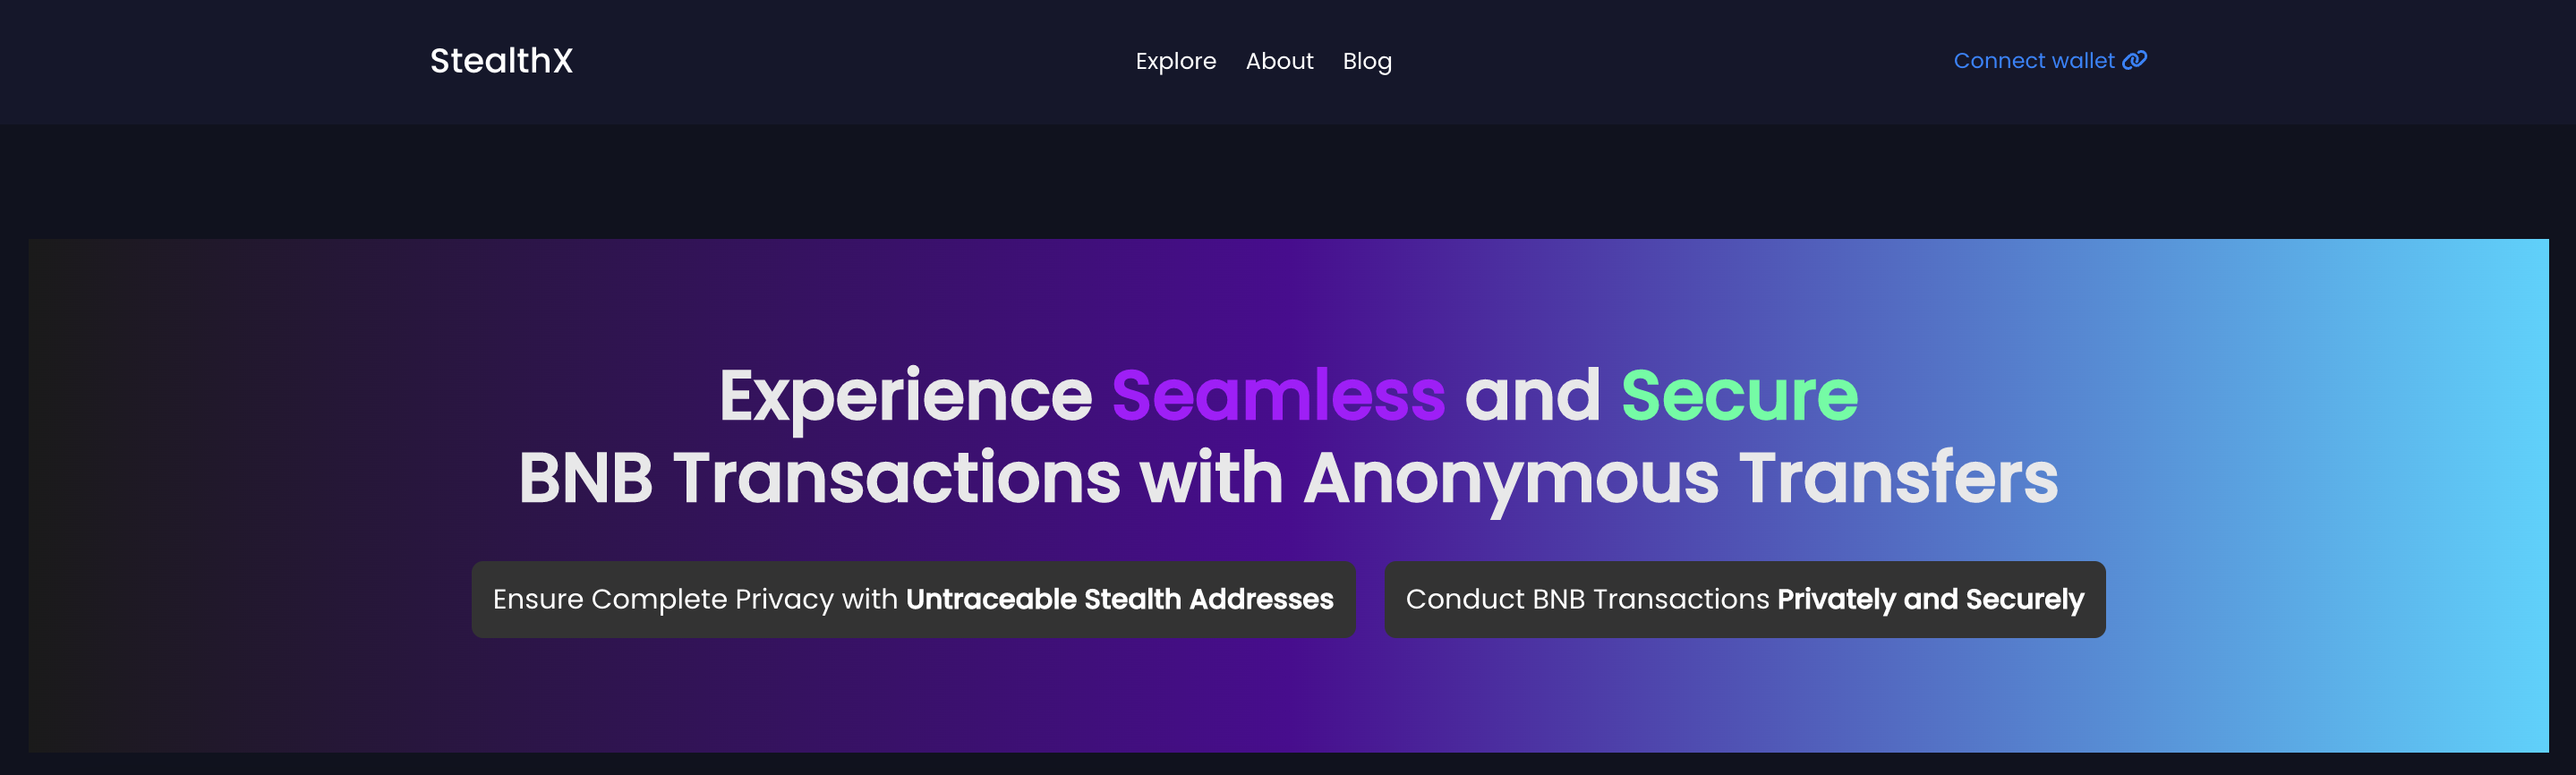 StealthX
Explore About Blog
Connect wallet
Experience Seamless and Secure
BNB Transactions with Anonymous Transfers
Ensure Complete Privacy with Untraceable Stealth Addresses
Conduct BNB Transactions Privately and Securely